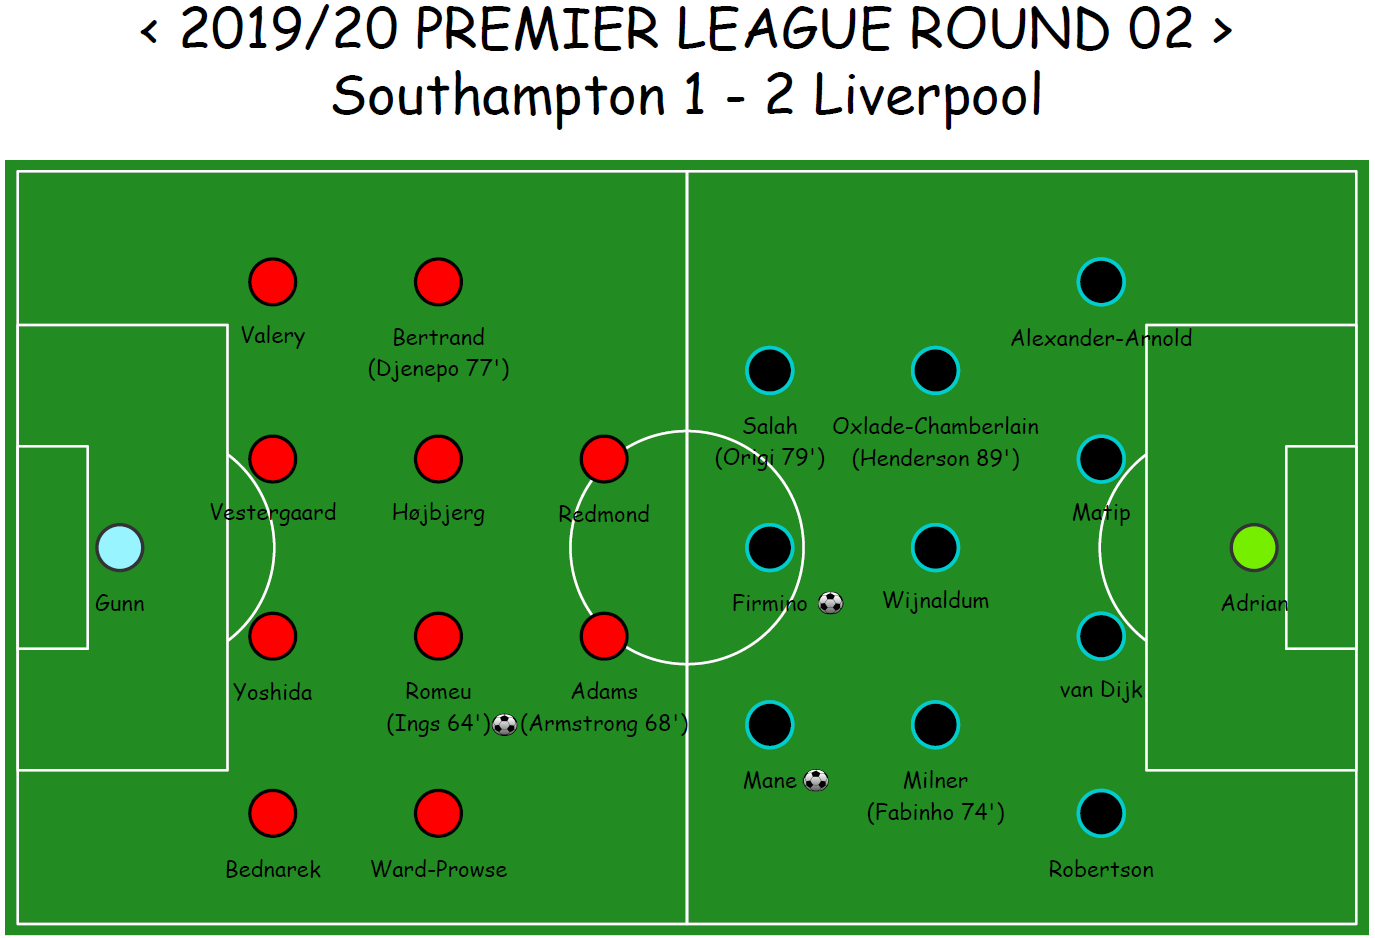 < 2019/20 PREMIER LEAGUE ROUND 02 >
Southampton 1 - 2 Liverpool
Valery
Bertrand
(Djenepo 77')
Alexander-Arnold
Salah
(Origi 79')
Oxlade-Chamberlain
(Henderson 89')
Vestergaard
Højbjerg
Redmond
Matip
Gunn
Firmino
Wijnaldum
Adrian
Yoshida
Romeu
(Ings 64')
Adams
(Armstrong 68')
van Dijk
Mane
Milner
(Fabinho 74')
Bednarek
Ward-Prowse
Robertson